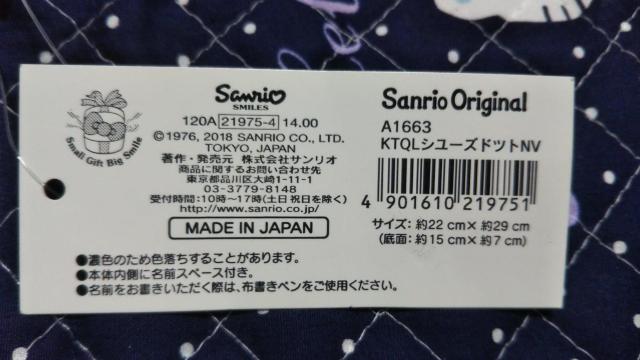 Small Gift Big Smile
Sanrio
SMILES
120A 21975-4 14.00
©1976, 2018 SANRIO CO., LTD.
TOKYO, JAPAN
著作・発売元 株式会社サンリオ
商品に関するお問い合わせ先
東京都品川区大崎1-11-1
03-3779-8148
受付時間:10時〜17時(土日祝日を除く)
http://www.sanrio.co.jp/
MADE IN JAPAN
Sanrio Original
A1663
KTQLシューズドットNV
4 901610 219751
サイズ: 約22cm×約29cm
(底面: 約15cm×約7cm)
●濃色のため色落ちすることがあります。
●本体内側に名前スペース付き。
●名前をお書きいただく際は、布書きペンをご使用ください。